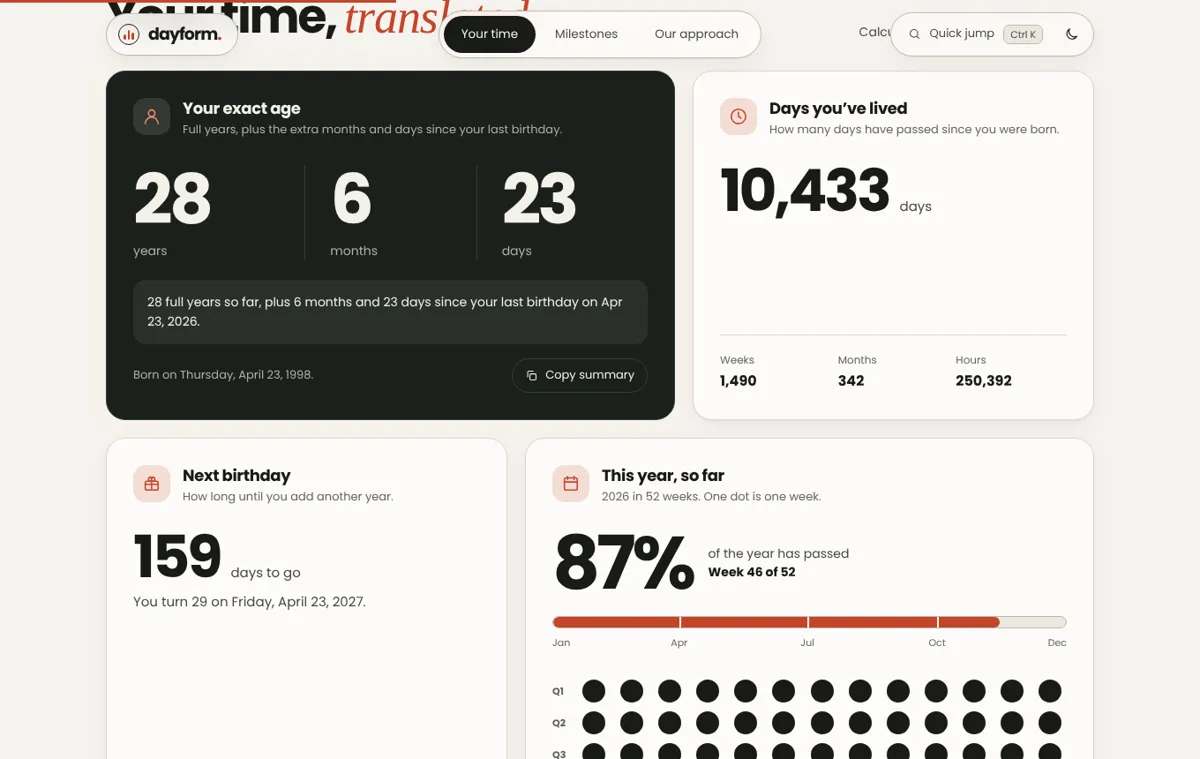 Your time, translated
dayform.
Your time
Milestones
Our approach
Quick jump
Ctrl K
Your exact age
Full years, plus the extra months and days since your last birthday.
28
years
6
months
23
days
28 full years so far, plus 6 months and 23 days since your last birthday on Apr
23, 2026.
Born on Thursday, April 23, 1998.
Copy summary
Days you’ve lived
How many days have passed since you were born.
10,433 days
Weeks
1,490
Months
342
Hours
250,392
Next birthday
How long until you add another year.
159 days to go
You turn 29 on Friday, April 23, 2027.
This year, so far
2026 in 52 weeks. One dot is one week.
87%
of the year has passed
Week 46 of 52
Jan Apr Jul Oct Dec
Q1
Q2
Q3